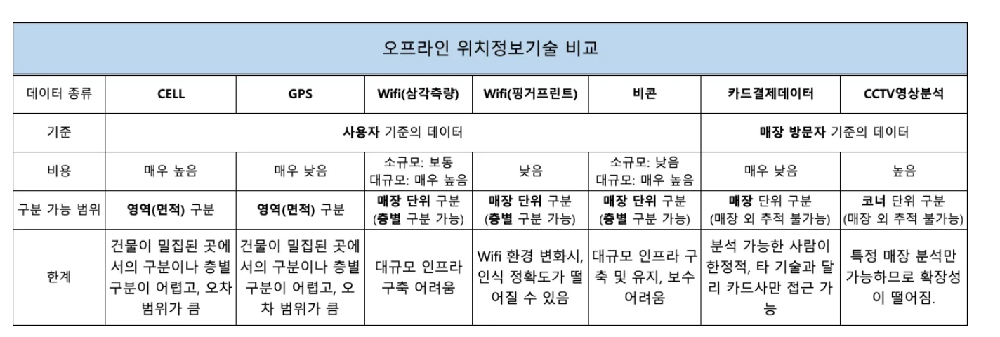 오프라인 위치정보기술 비교
데이터 종류 CELL GPS Wifi(삼각측량) Wifi(핑거프린트) 비콘 카드결제데이터 CCTV영상분석
기준 사용자 기준의 데이터 매장 방문자 기준의 데이터
비용 매우 높음 매우 낮음 소규모: 보통
대규모: 매우 높음 낮음 소규모: 낮음
대규모: 매우 높음 매우 낮음 높음
구분 가능 범위 영역(면적) 구분 영역(면적) 구분 매장 단위 구분
(층별 구분 가능) 매장 단위 구분
(층별 구분 가능) 매장 단위 구분
(층별 구분 가능) 매장 단위 구분
(매장 외 추적 불가능) 코너 단위 구분
(매장 외 추적 불가능)
한계
건물이 밀집된 곳에
서의 구분이나 층별
구분이 어렵고, 오차
범위가 큼
건물이 밀집된 곳에
서의 구분이나 층별
구분이 어렵고, 오
차 범위가 큼
대규모 인프라
구축 어려움
Wifi 환경 변화시,
인식 정확도가 떨
어질 수 있음
대규모 인프라 구
축 및 유지, 보수
어려움
분석 가능한 사람이
한정적, 타 기술과 달
리 카드사만 접근 가
능
특정 매장 분석만
가능하므로 확장성
이 떨어짐.